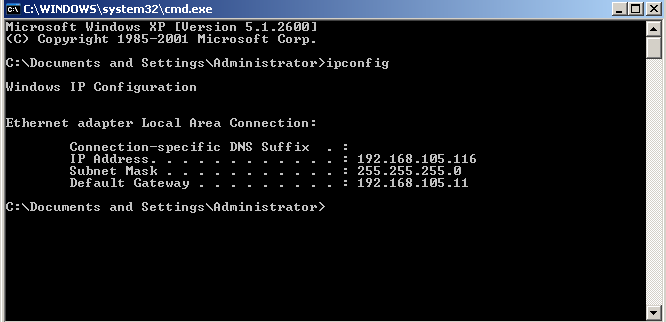 C:\WINDOWS\system32\cmd.exe
Microsoft Windows XP [Version 5.1.2600]
(C) Copyright 1985-2001 Microsoft Corp.
C:\Documents and Settings\Administrator>ipconfig
Windows IP Configuration
Ethernet adapter Local Area Connection:
Connection-specific DNS Suffix  . :
IP Address. . . . . . . . . . . . : 192.168.105.116
Subnet Mask . . . . . . . . . . . : 255.255.255.0
Default Gateway . . . . . . . . . : 192.168.105.11
C:\Documents and Settings\Administrator>